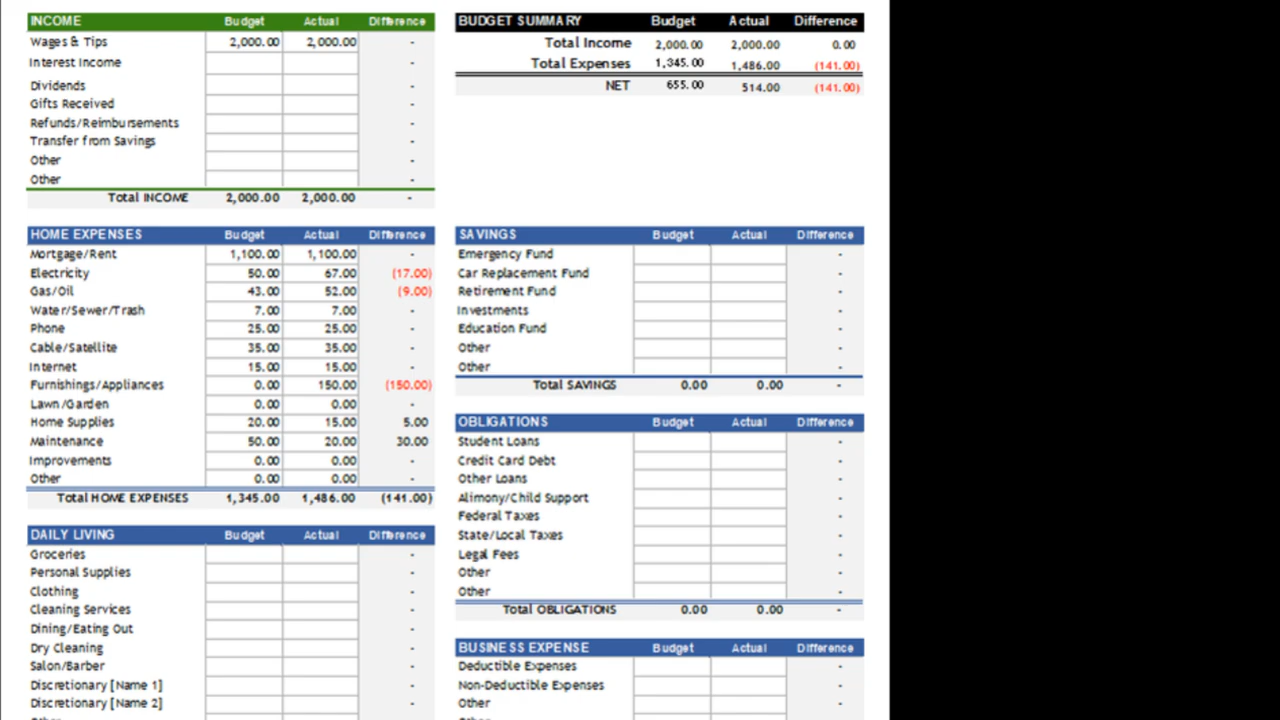 INCOME Budget Actual Difference
Wages & Tips 2,000.00 2,000.00 -
Interest Income -
Dividends -
Gifts Received -
Refunds/Reimbursements -
Transfer from Savings -
Other -
Other -
Total INCOME 2,000.00 2,000.00 -
BUDGET SUMMARY Budget Actual Difference
Total Income 2,000.00 2,000.00 0.00
Total Expenses 1,345.00 1,486.00 (141.00)
NET 655.00 514.00 (141.00)
HOME EXPENSES Budget Actual Difference
Mortgage/Rent 1,100.00 1,100.00 -
Electricity 50.00 67.00 (17.00)
Gas/Oil 43.00 52.00 (9.00)
Water/Sewer/Trash 7.00 7.00 -
Phone 25.00 25.00 -
Cable/Satellite 35.00 35.00 -
Internet 15.00 15.00 -
Furnishings/Appliances 0.00 150.00 (150.00)
Lawn/Garden 0.00 0.00 -
Home Supplies 20.00 15.00 5.00
Maintenance 50.00 20.00 30.00
Improvements 0.00 0.00 -
Other 0.00 0.00 -
Total HOME EXPENSES 1,345.00 1,486.00 (141.00)
DAILY LIVING Budget Actual Difference
Groceries -
Personal Supplies -
Clothing -
Cleaning Services -
Dining/Eating Out -
Dry Cleaning -
Salon/Barber -
Discretionary [Name 1] -
Discretionary [Name 2] -
SAVINGS Budget Actual Difference
Emergency Fund -
Car Replacement Fund -
Retirement Fund -
Investments -
Education Fund -
Other -
Other -
Total SAVINGS 0.00 0.00 -
OBLIGATIONS Budget Actual Difference
Student Loans -
Credit Card Debt -
Other Loans -
Alimony/Child Support -
Federal Taxes -
State/Local Taxes -
Legal Fees -
Other -
Other -
Total OBLIGATIONS 0.00 0.00 -
BUSINESS EXPENSE Budget Actual Difference
Deductible Expenses -
Non-Deductible Expenses -
Other -